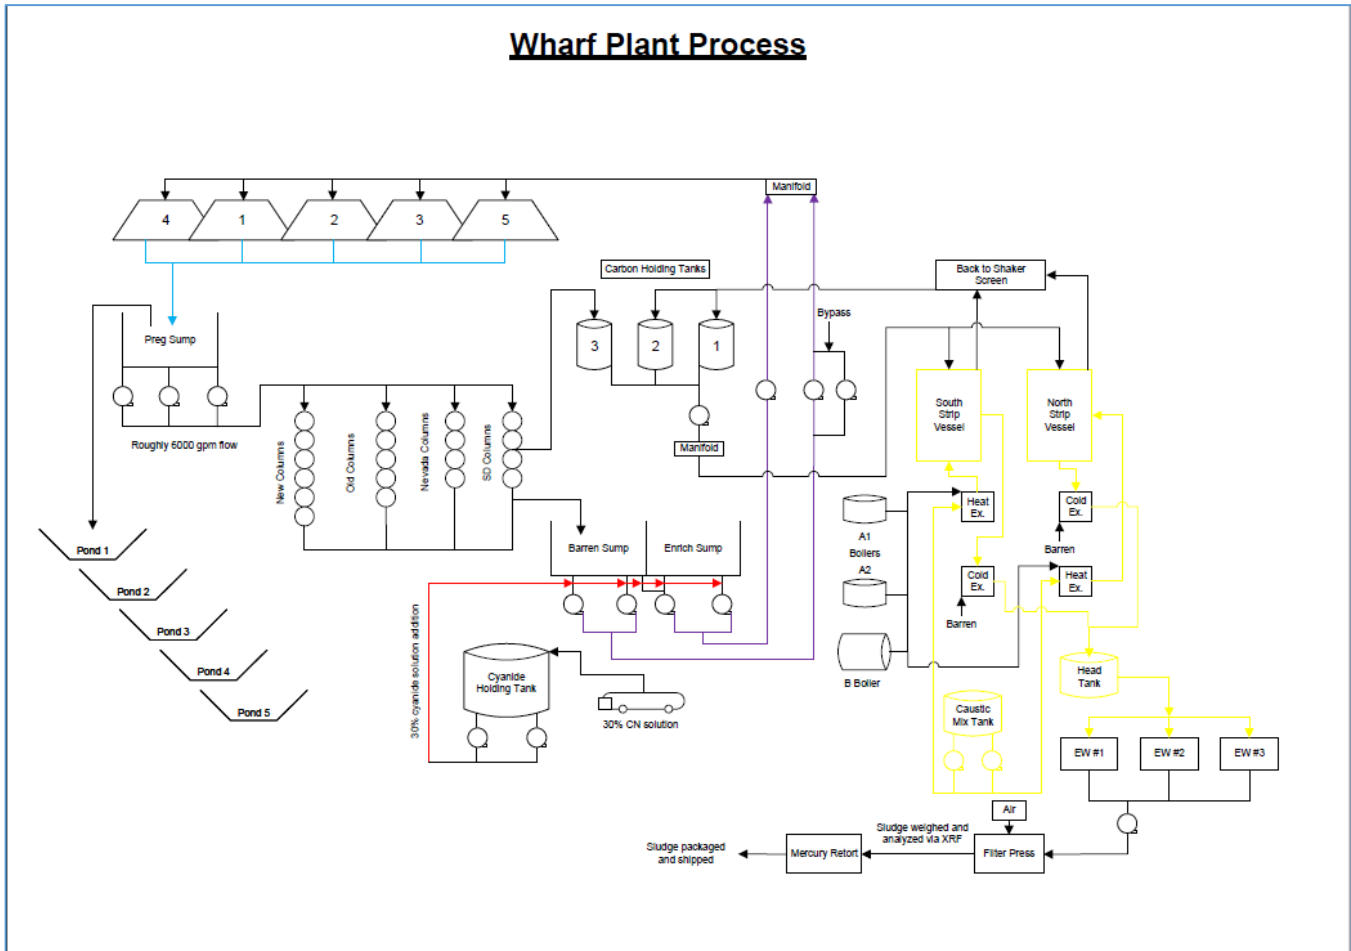 Wharf Plant Process
Manifold
4
1
2
3
5
Carbon Holding Tanks
Back to Shaker
Screen
Bypass
Preg Sump
3
2
1
South
Strip
Vessel
North
Strip
Vessel
Roughly 6000 gpm flow
New Columns
Old Columns
Nevada Columns
SD Columns
Manifold
Heat
Ex.
Cold
Ex.
A1
Boilers
A2
Barren
Pond 1
Pond 2
Pond 3
Pond 4
Pond 5
Barren Sump
Enrich Sump
Cold
Ex.
Heat
Ex.
Barren
30% cyanide solution addition
Cyanide
Holding Tank
30% CN solution
B Boiler
Head
Tank
Caustic
Mix Tank
EW #1
EW #2
EW #3
Air
Sludge weighed and
analyzed via XRF
Filter Press
Mercury Retort
Sludge packaged
and shipped